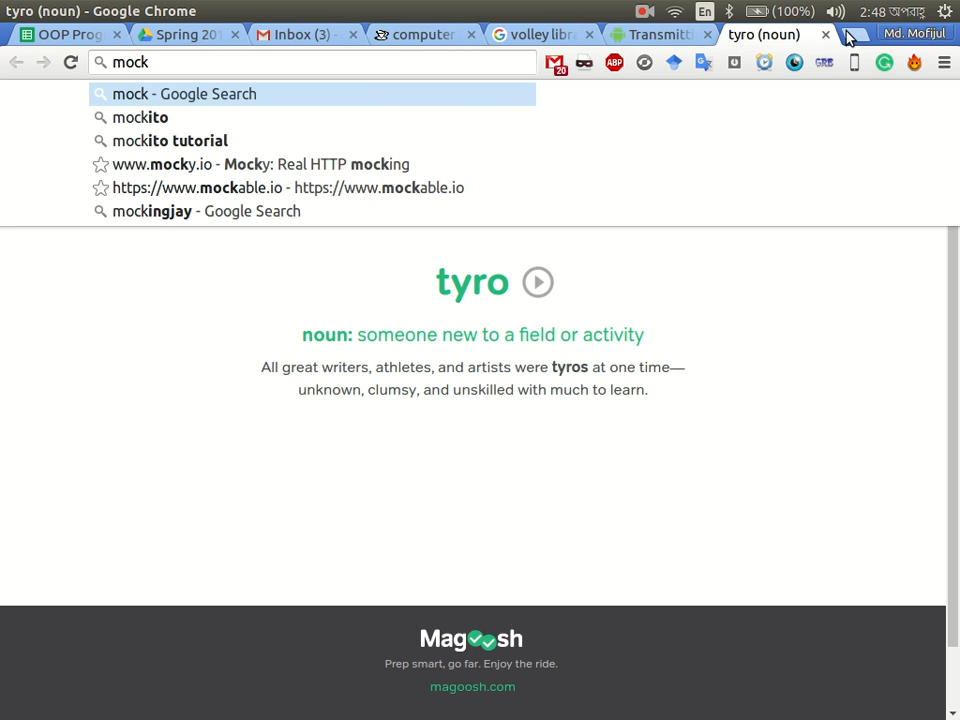 tyro (noun) - Google Chrome
En
(100%)
2:48 অপরাহ্ণ
OOP Prog
Spring 201
Inbox (3) -
computer
volley libr
Transmitti
tyro (noun)
Md. Mofijul
mock
20
ABP
GRE
mock - Google Search
mockito
mockito tutorial
www.mocky.io - Mocky: Real HTTP mocking
https://www.mockable.io - https://www.mockable.io
mockingjay - Google Search
tyro
noun: someone new to a field or activity
All great writers, athletes, and artists were tyros at one time—
unknown, clumsy, and unskilled with much to learn.
Magoosh
Prep smart, go far. Enjoy the ride.
magoosh.com